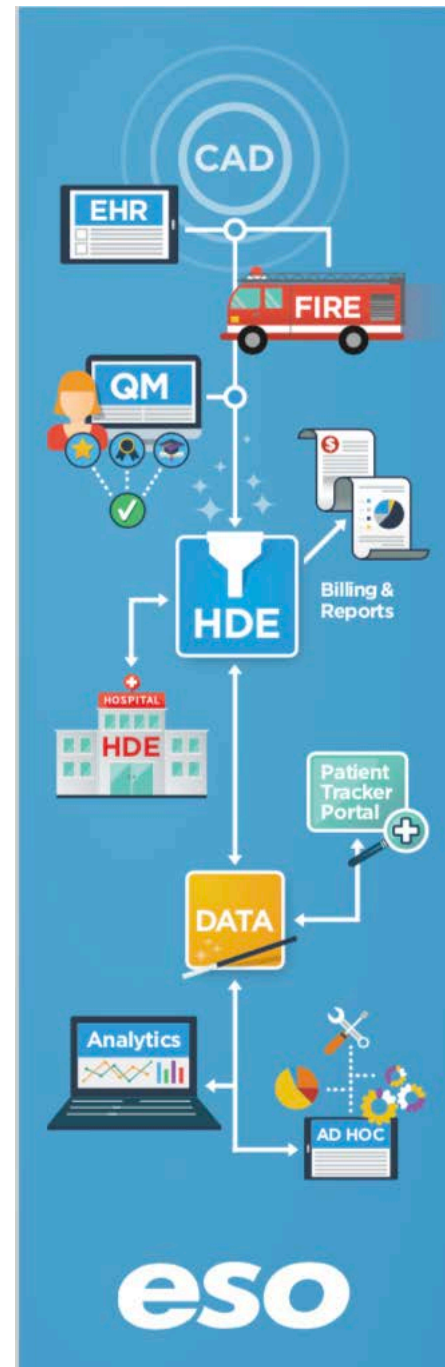 CAD
EHR
FIRE
QM
$
HDE
Billing &
Reports
HOSPITAL
HDE
Patient
Tracker
Portal
DATA
Analytics
AD HOC
eso